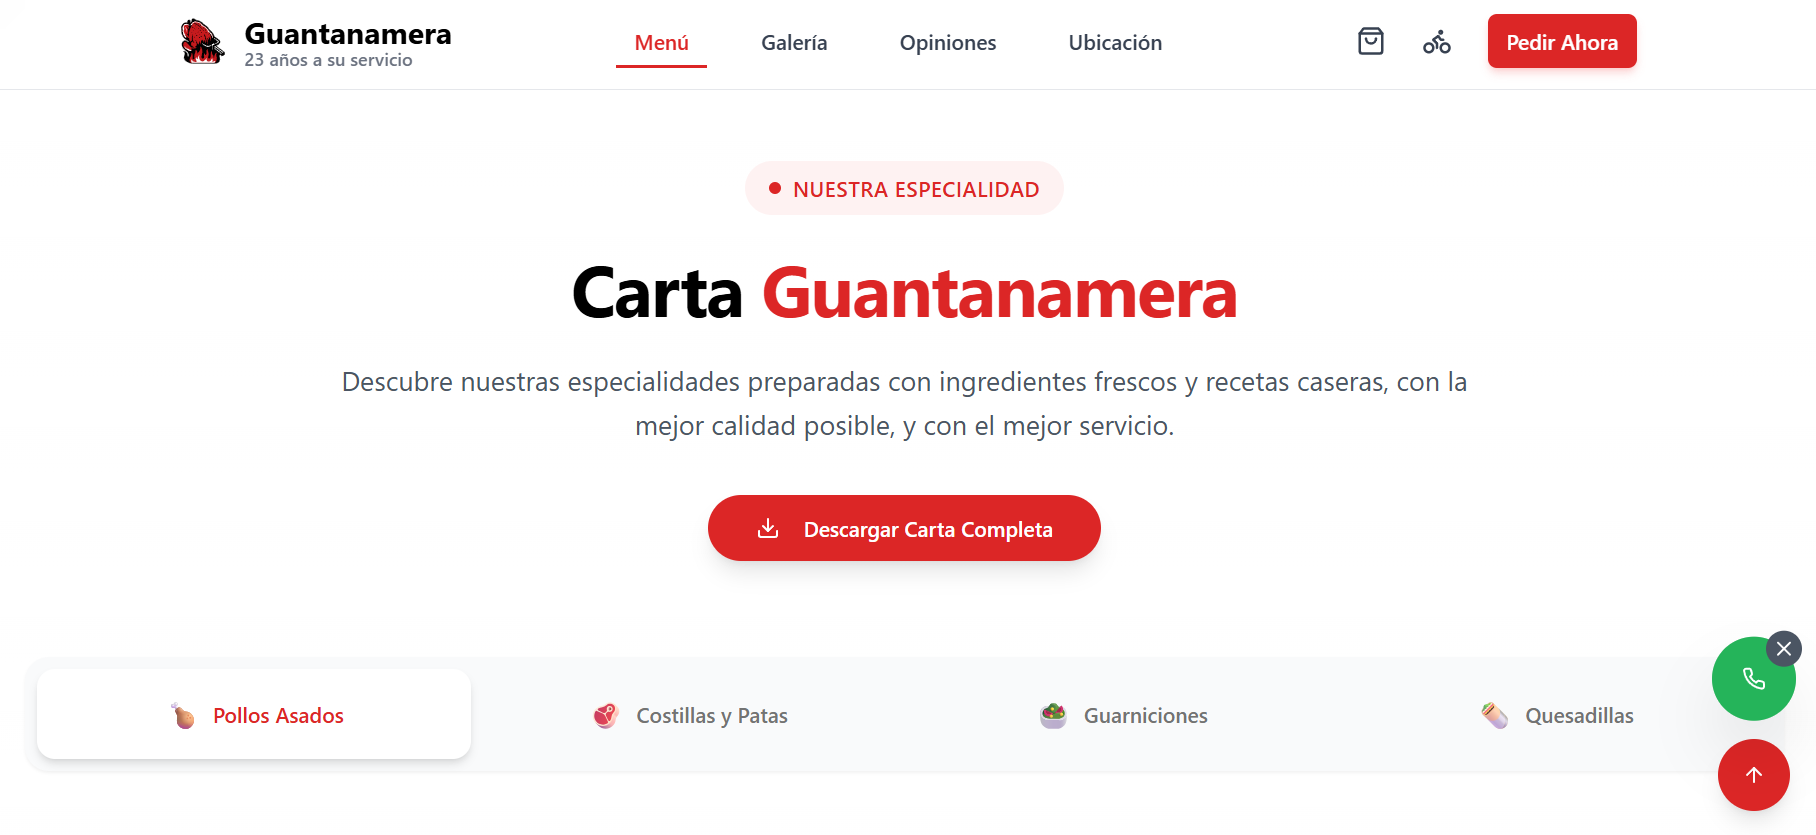 Guantanamera
23 años a su servicio
Menú
Galería
Opiniones
Ubicación
Pedir Ahora
NUESTRA ESPECIALIDAD
Carta Guantanamera
Descubre nuestras especialidades preparadas con ingredientes frescos y recetas caseras, con la
mejor calidad posible, y con el mejor servicio.
Descargar Carta Completa
Pollos Asados
Costillas y Patas
Guarniciones
Quesadillas